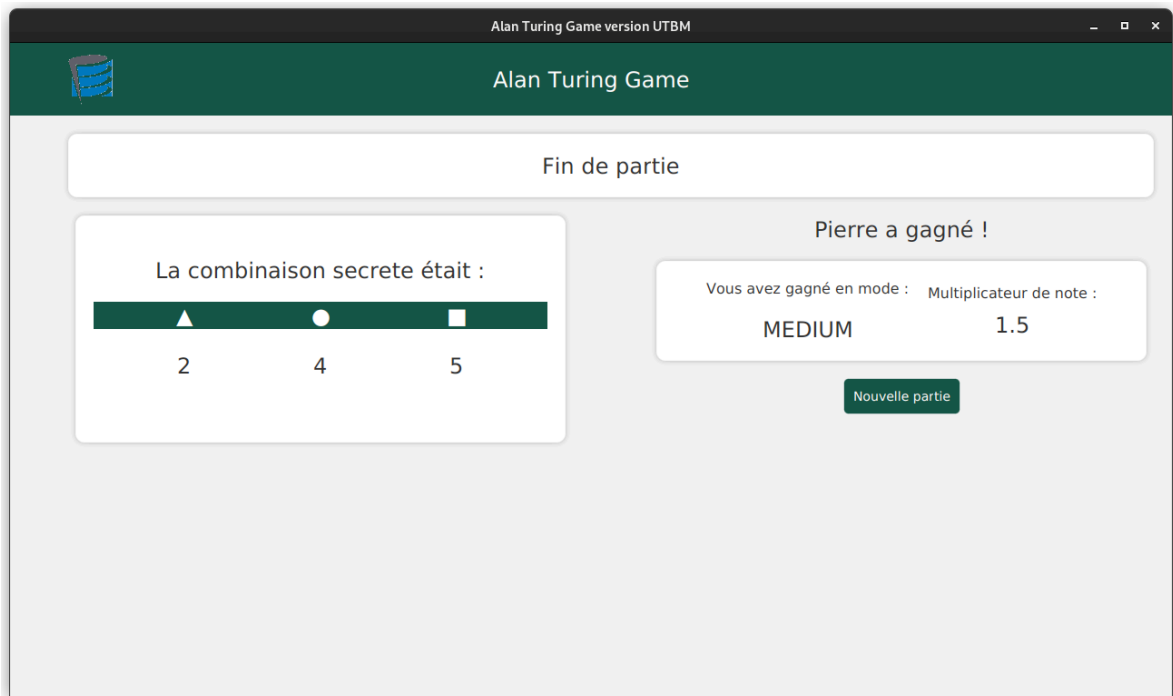 Alan Turing Game version UTBM
Alan Turing Game
Fin de partie
La combinaison secrete était :
2 4 5
Pierre a gagné !
Vous avez gagné en mode :
MEDIUM
Multiplicateur de note :
1.5
Nouvelle partie